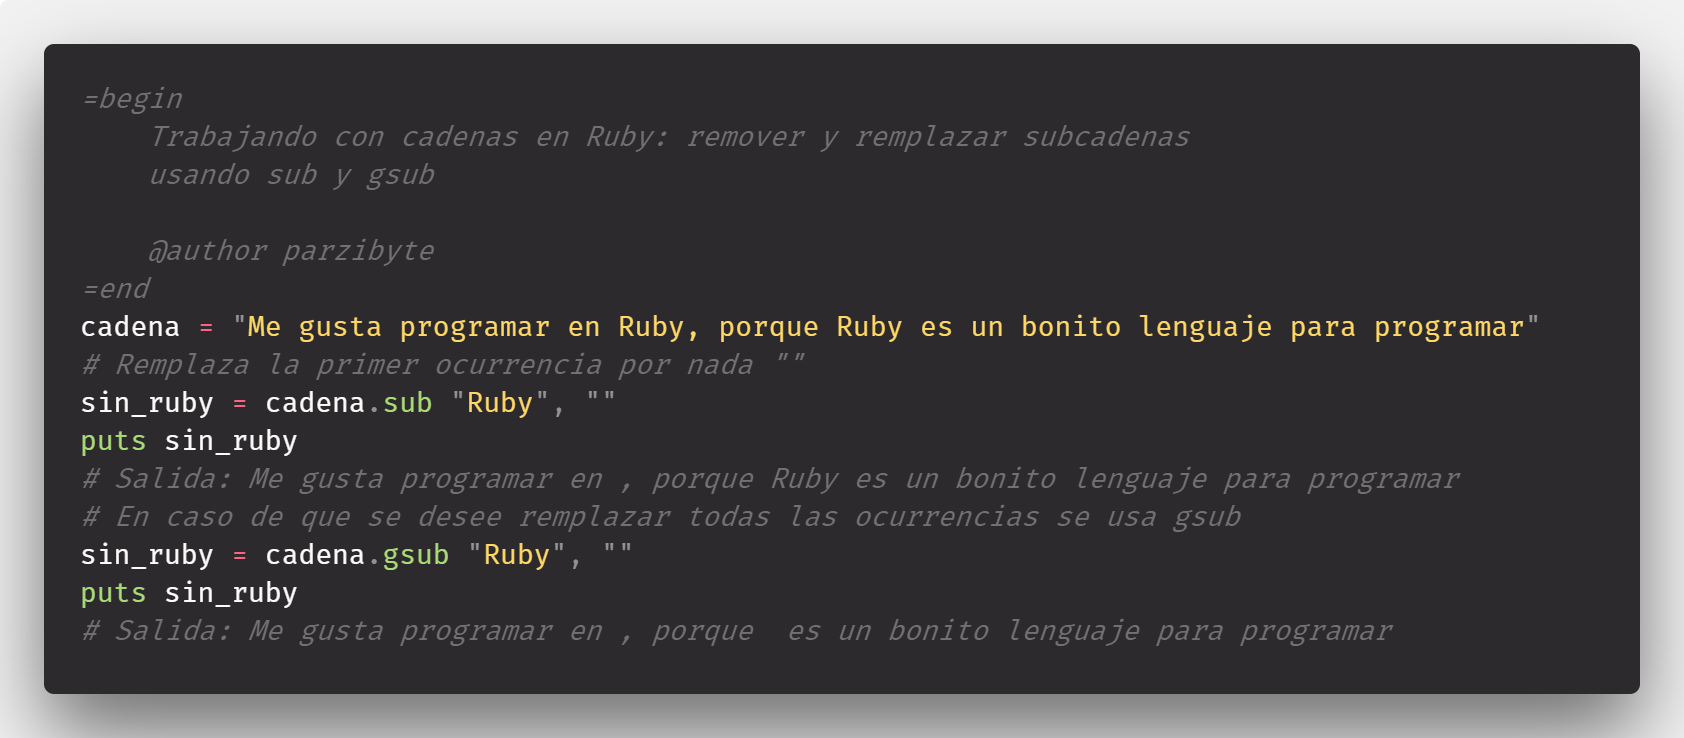 =begin
    Trabajando con cadenas en Ruby: remover y remplazar subcadenas
    usando sub y gsub

    @author parzibyte
=end
cadena = "Me gusta programar en Ruby, porque Ruby es un bonito lenguaje para programar"
# Remplaza la primer ocurrencia por nada ""
sin_ruby = cadena.sub "Ruby", ""
puts sin_ruby
# Salida: Me gusta programar en , porque Ruby es un bonito lenguaje para programar
# En caso de que se desee remplazar todas las ocurrencias se usa gsub
sin_ruby = cadena.gsub "Ruby", ""
puts sin_ruby
# Salida: Me gusta programar en , porque  es un bonito lenguaje para programar